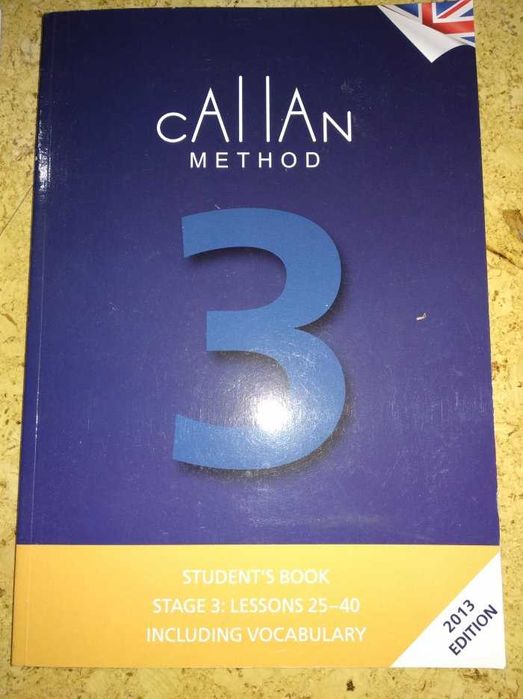 cAllAN
METHOD
3
STUDENT'S BOOK
STAGE 3: LESSONS 25–40
INCLUDING VOCABULARY
2013
EDITION